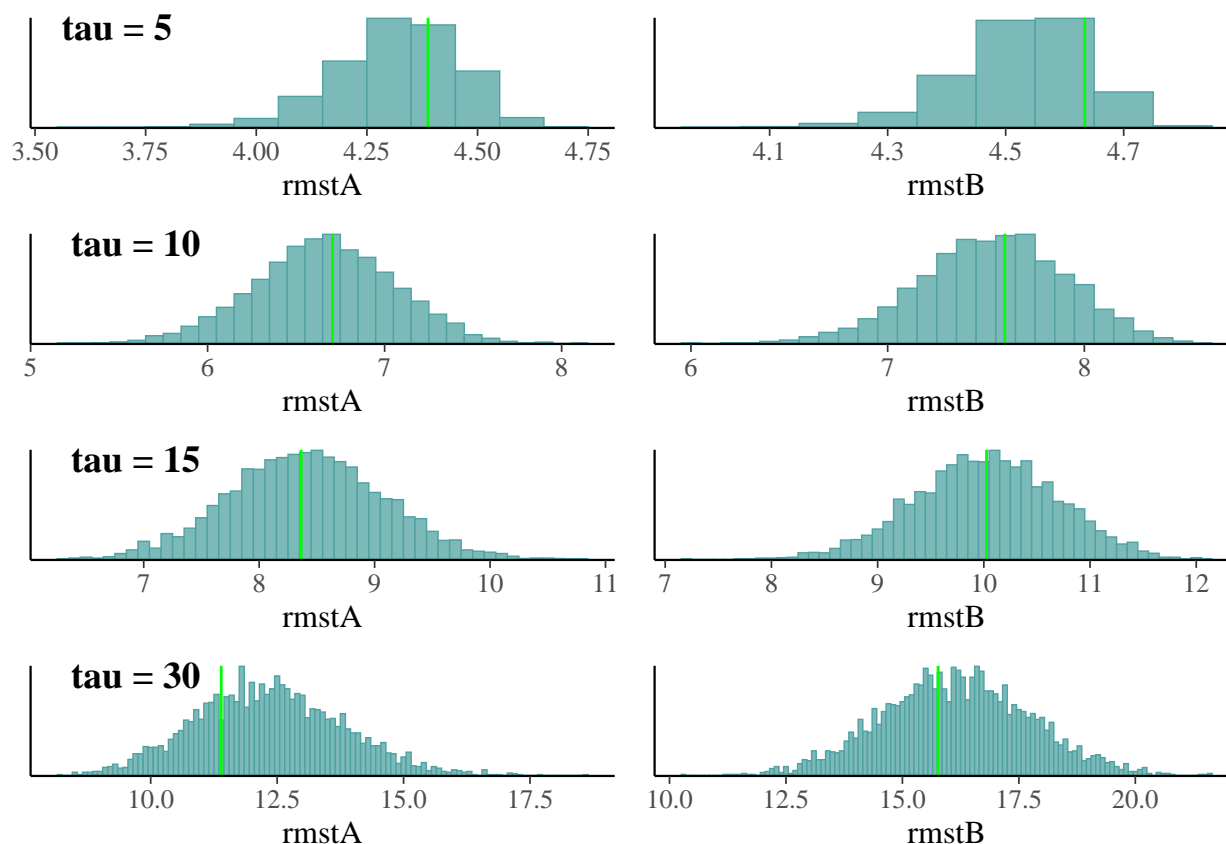 tau = 5
3.50 3.75 4.00 4.25 4.50 4.75
rmstA
4.1 4.3 4.5 4.7
rmstB
tau = 10
5 6 7 8
rmstA
6 7 8
rmstB
tau = 15
7 8 9 10 11
rmstA
7 8 9 10 11 12
rmstB
tau = 30
10.0 12.5 15.0 17.5
rmstA
10.0 12.5 15.0 17.5 20.0
rmstB